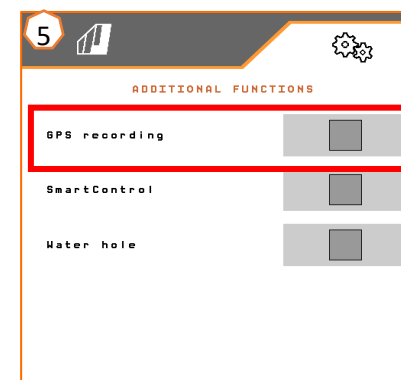 5
ADDITIONAL FUNCTIONS
GPS recording
SmartControl
Water hole